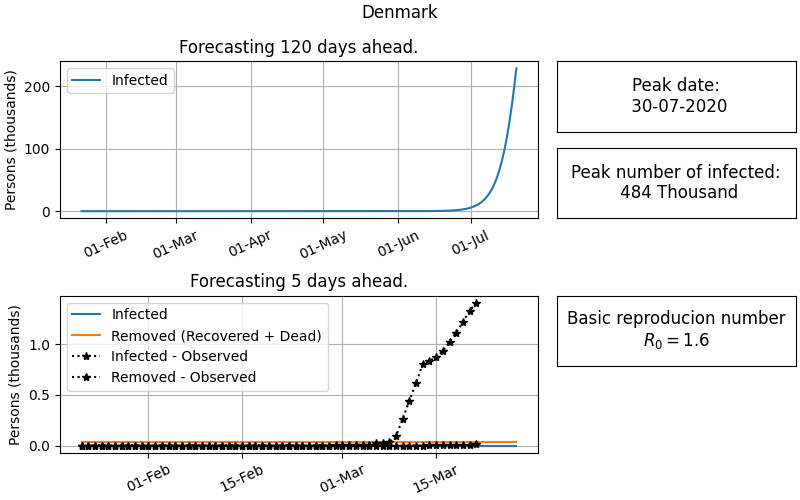 Denmark
Forecasting 120 days ahead.
Persons (thousands)
200
100
0
Infected
01-Feb
01-Mar
01-Apr
01-May
01-Jun
01-Jul
Peak date:
30-07-2020
Peak number of infected:
484 Thousand
Forecasting 5 days ahead.
Persons (thousands)
1.0
0.5
0.0
Infected
Removed (Recovered + Dead)
Infected - Observed
Removed - Observed
01-Feb
15-Feb
01-Mar
15-Mar
Basic reproducion number
R₀ = 1.6